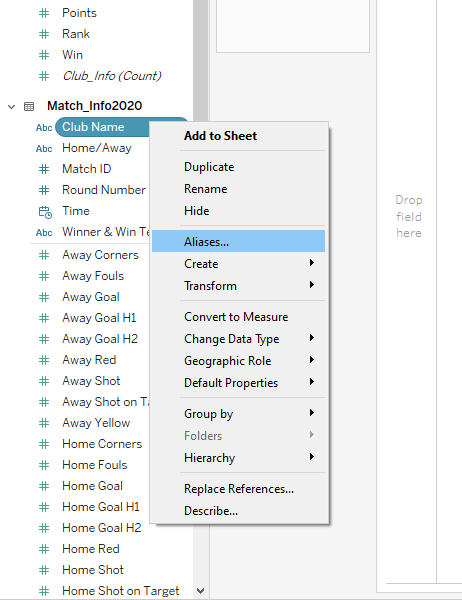 # Points
# Rank
# Win
# Club_Info (Count)
Match_Info2020
Abc Club Name
Abc Home/Away
# Match ID
# Round Number
Time
Abc Winner & Win Te
# Away Corners
# Away Fouls
# Away Goal
# Away Goal H1
# Away Goal H2
# Away Red
# Away Shot
# Away Shot on Ta
# Away Yellow
# Home Corners
# Home Fouls
# Home Goal
# Home Goal H1
# Home Goal H2
# Home Red
# Home Shot
# Home Shot on Target
Add to Sheet
Duplicate
Rename
Hide
Aliases...
Create
Transform
Convert to Measure
Change Data Type
Geographic Role
Default Properties
Group by
Folders
Hierarchy
Replace References...
Describe...
Drop
field
here